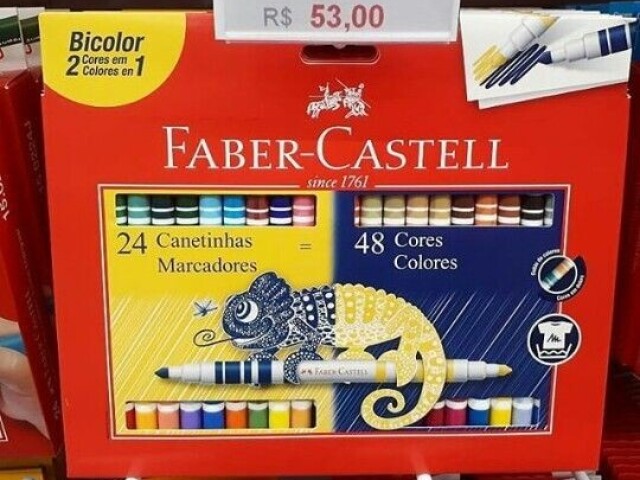 R$ 53,00
Bicolor
2 Cores em 1
Colores en
FABER-CASTELL
since 1761
24 Canetinhas = 48 Cores
Marcadores Colores
FABER-CASTELL